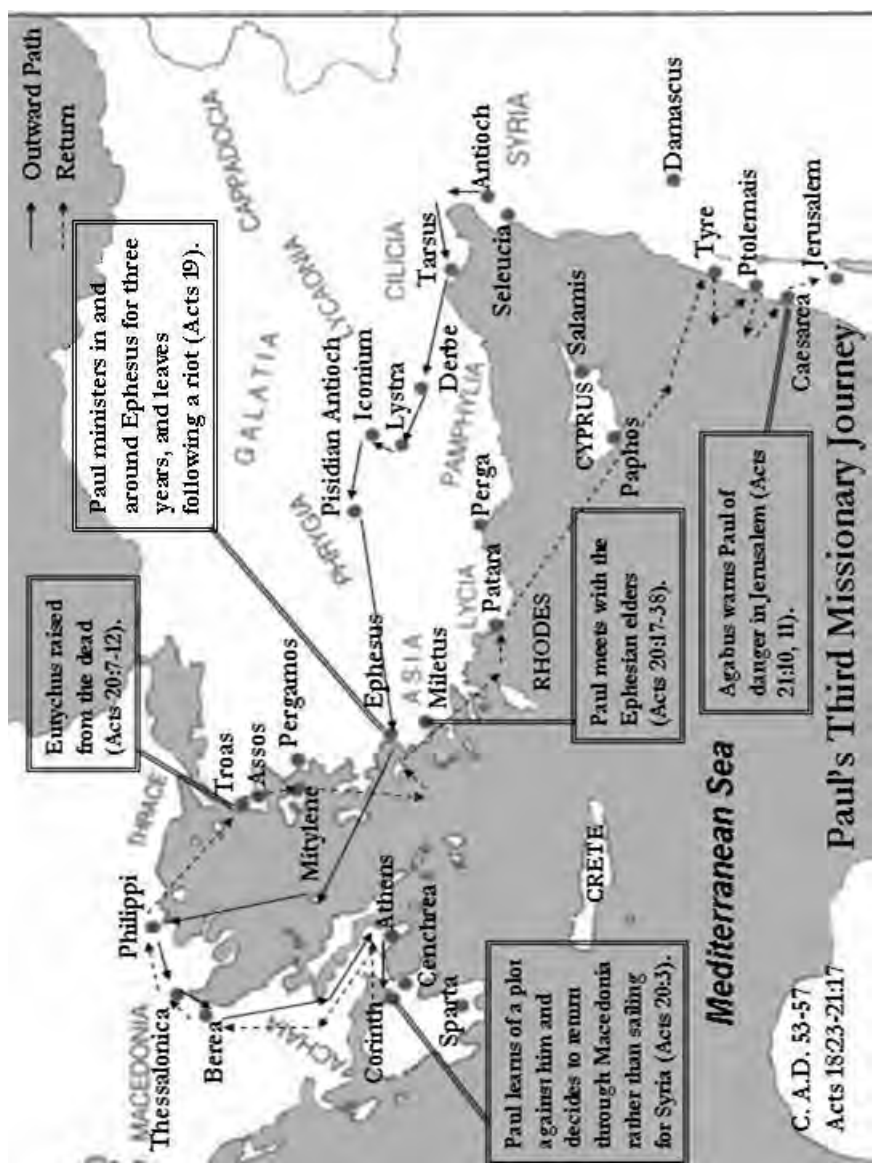 Outward Path
Return
Paul ministers in and
around Ephesus for three
years, and leaves
following a riot (Acts 19).
Eutychus raised
from the dead
(Acts 20:7-12).
THRACE
MACEDONIA
Philippi
Thessalonica
Berea
ACHAIA
Athens
Corinth
Cenchrea
Sparta
Troas
Assos
Pergamos
Mitylene
Ephesus
ASIA
Miletus
PHRYGIA
GALATIA
CAPPADOCIA
LYCAONIA
Pisidian Antioch
Iconium
Lystra
Derbe
CILICIA
Tarsus
PAMPHYLIA
Perga
LYCIA
Patara
RHODES
Antioch
SYRIA
Seleucia
Salamis
CYPRUS
Paphos
Damascus
Tyre
Ptolemais
Caesarea
Jerusalem
CRETE
Mediterranean Sea
Paul learns of a plot
against him and
decides to return
through Macedonia
rather than sailing
for Syria (Acts 20:3).
Paul meets with the
Ephesian elders
(Acts 20:17-38).
Agabus warns Paul of
danger in Jerusalem (Acts
21:10, 11).
C. A.D. 53-57
Acts 18:23-21:17
Paul's Third Missionary Journey